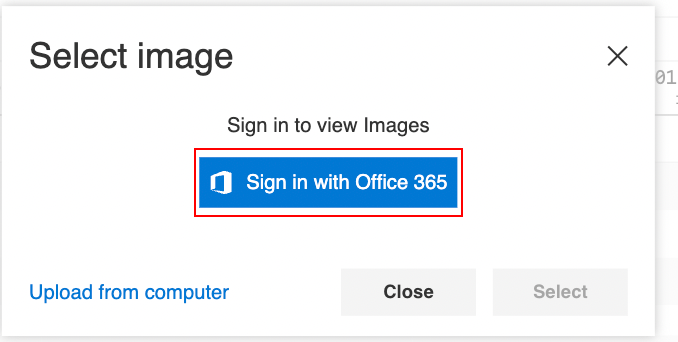 Select image
01
Sign in to view Images
Sign in with Office 365
Upload from computer
Close
Select